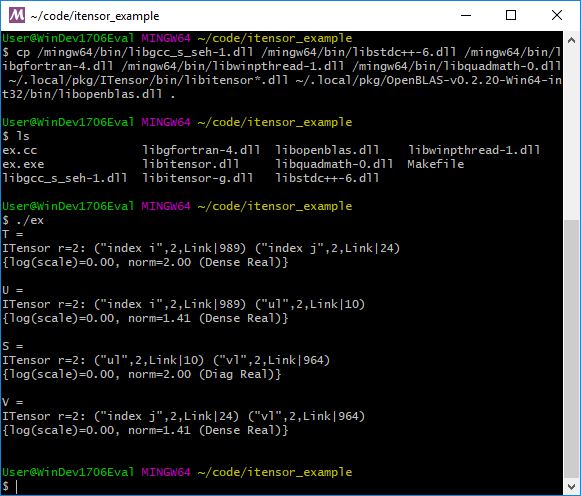 ~/code/itensor_example
User@WinDev1706Eval MINGW64 ~/code/itensor_example
$ cp /mingw64/bin/libgcc_s_seh-1.dll /mingw64/bin/libstdc++-6.dll /mingw64/bin/l
ibgfortran-4.dll /mingw64/bin/libwinpthread-1.dll /mingw64/bin/libquadmath-0.dll
 ~/.local/pkg/ITensor/bin/libitensor*.dll ~/.local/pkg/OpenBLAS-v0.2.20-Win64-in
t32/bin/libopenblas.dll .
User@WinDev1706Eval MINGW64 ~/code/itensor_example
$ ls
ex.cc libgfortran-4.dll libopenblas.dll libwinpthread-1.dll
ex.exe libitensor.dll libquadmath-0.dll Makefile
libgcc_s_seh-1.dll libitensor-g.dll libstdc++-6.dll
User@WinDev1706Eval MINGW64 ~/code/itensor_example
$ ./ex
T =
ITensor r=2: ("index i",2,Link|989) ("index j",2,Link|24)
{log(scale)=0.00, norm=2.00 (Dense Real)}
U =
ITensor r=2: ("index i",2,Link|989) ("ul",2,Link|10)
{log(scale)=0.00, norm=1.41 (Dense Real)}
S =
ITensor r=2: ("ul",2,Link|10) ("vl",2,Link|964)
{log(scale)=0.00, norm=2.00 (Diag Real)}
V =
ITensor r=2: ("index j",2,Link|24) ("vl",2,Link|964)
{log(scale)=0.00, norm=1.41 (Dense Real)}
User@WinDev1706Eval MINGW64 ~/code/itensor_example
$